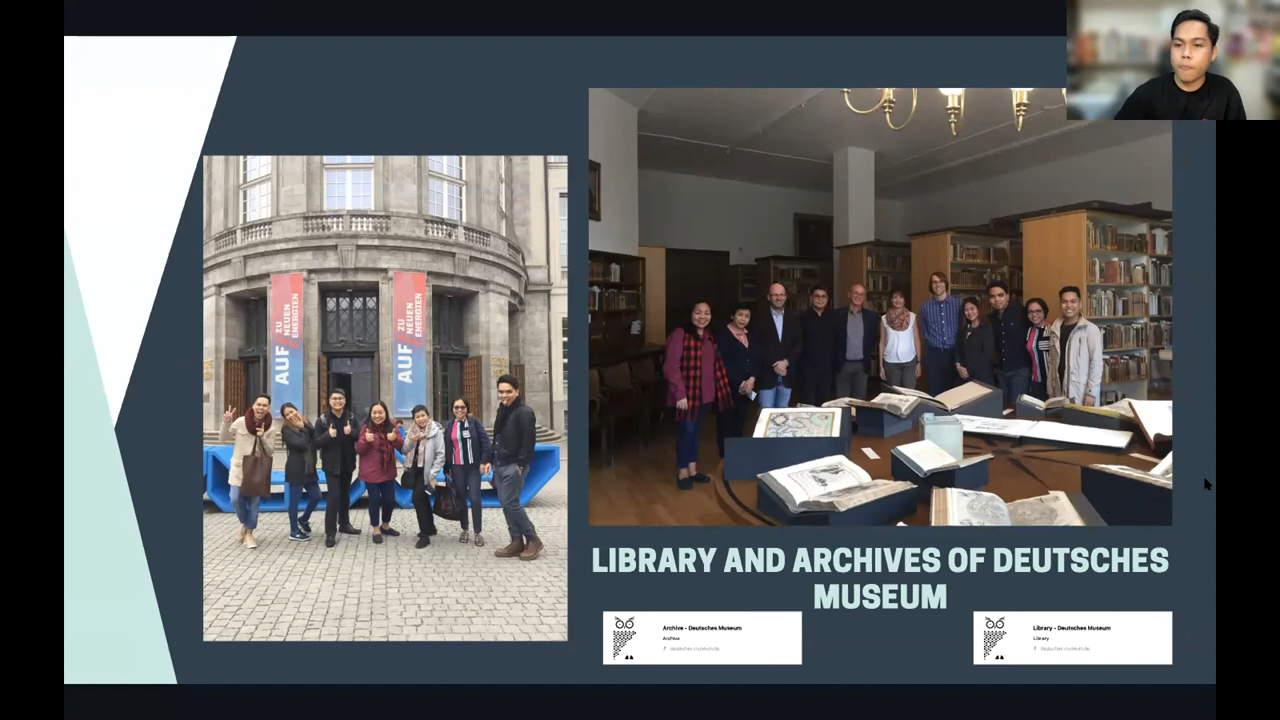 AUF/ZU
NEUEN
ENERGIEN
AUF/ZU
NEUEN
ENERGIEN
LIBRARY AND ARCHIVES OF DEUTSCHES
MUSEUM
Archive - Deutsches Museum
Archive
Library - Deutsches Museum
Library